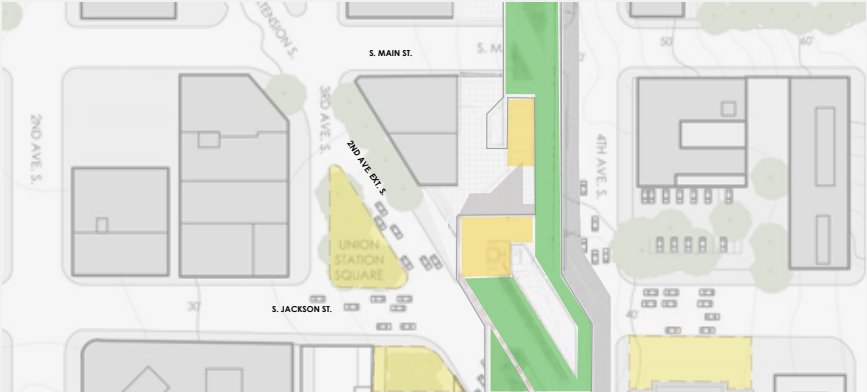 S. MAIN ST.
S. M
50'
60'
2ND AVE. S.
3RD AVE. S.
2ND AVE. EXT. S.
4TH AVE. S.
UNION
STATION
SQUARE
30'
S. JACKSON ST.
40'